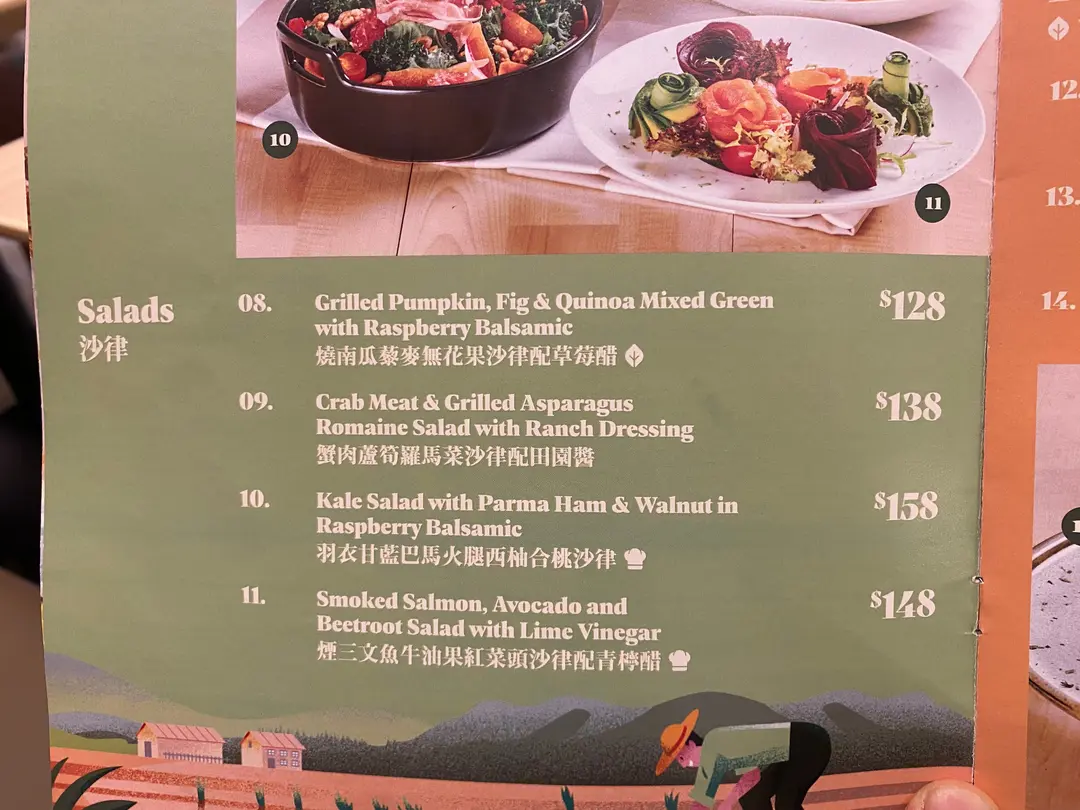 10
11
Salads
沙律
08.
Grilled Pumpkin, Fig & Quinoa Mixed Green
with Raspberry Balsamic
燒南瓜藜麥無花果沙律配草莓醋
$128
09.
Crab Meat & Grilled Asparagus
Romaine Salad with Ranch Dressing
蟹肉蘆筍羅馬菜沙律配田園醬
$138
10.
Kale Salad with Parma Ham & Walnut in
Raspberry Balsamic
羽衣甘藍巴馬火腿西柚合桃沙律
$158
11.
Smoked Salmon, Avocado and
Beetroot Salad with Lime Vinegar
煙三文魚牛油果紅菜頭沙律配青檸醋
$148
12.
13.
14.